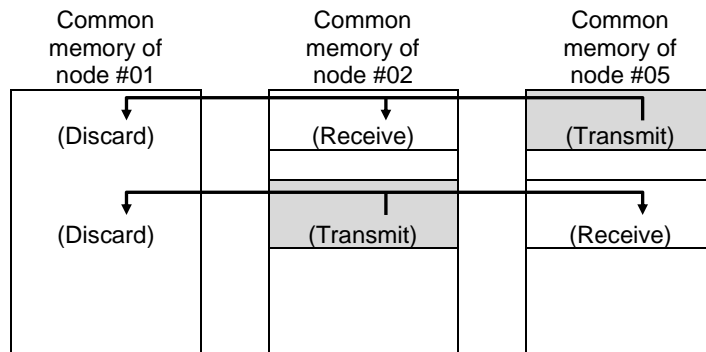 Common
memory of
node #01
Common
memory of
node #02
Common
memory of
node #05
(Discard)
(Receive)
(Transmit)
(Discard)
(Transmit)
(Receive)